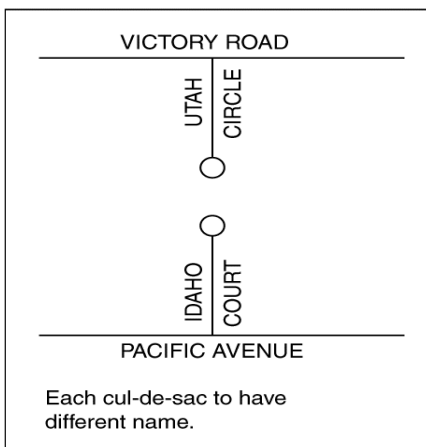 VICTORY ROAD
UTAH CIRCLE
IDAHO COURT
PACIFIC AVENUE
Each cul-de-sac to have
different name.